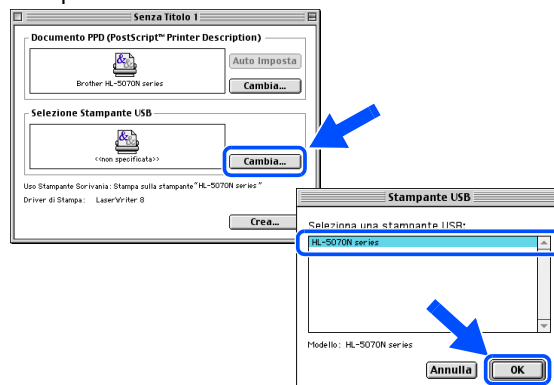 Senza Titolo 1
Documento PPD (PostScript™ Printer Description)
Auto Imposta
Brother HL-5070N series
Cambia...
Selezione Stampante USB
<<non specificata>>
Cambia...
Uso Stampante Scrivania: Stampa sulla stampante "HL-5070N series"
Driver di Stampa: LaserWriter 8
Crea...
Stampante USB
Seleziona una stampante USB:
HL-5070N series
Modello: HL-5070N series
Annulla
OK